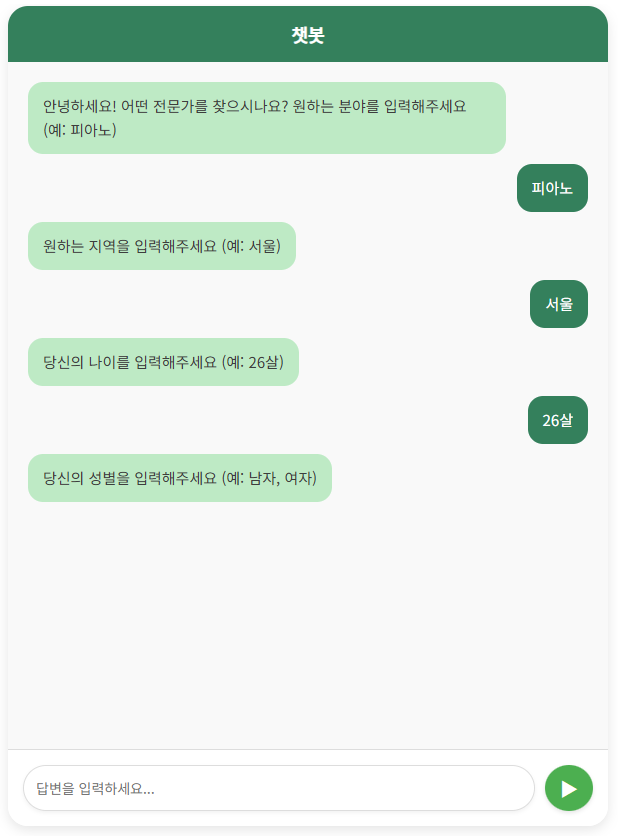 챗봇
안녕하세요! 어떤 전문가를 찾으시나요? 원하는 분야를 입력해주세요
(예: 피아노)
피아노
원하는 지역을 입력해주세요 (예: 서울)
서울
당신의 나이를 입력해주세요 (예: 26살)
26살
당신의 성별을 입력해주세요 (예: 남자, 여자)
답변을 입력하세요...